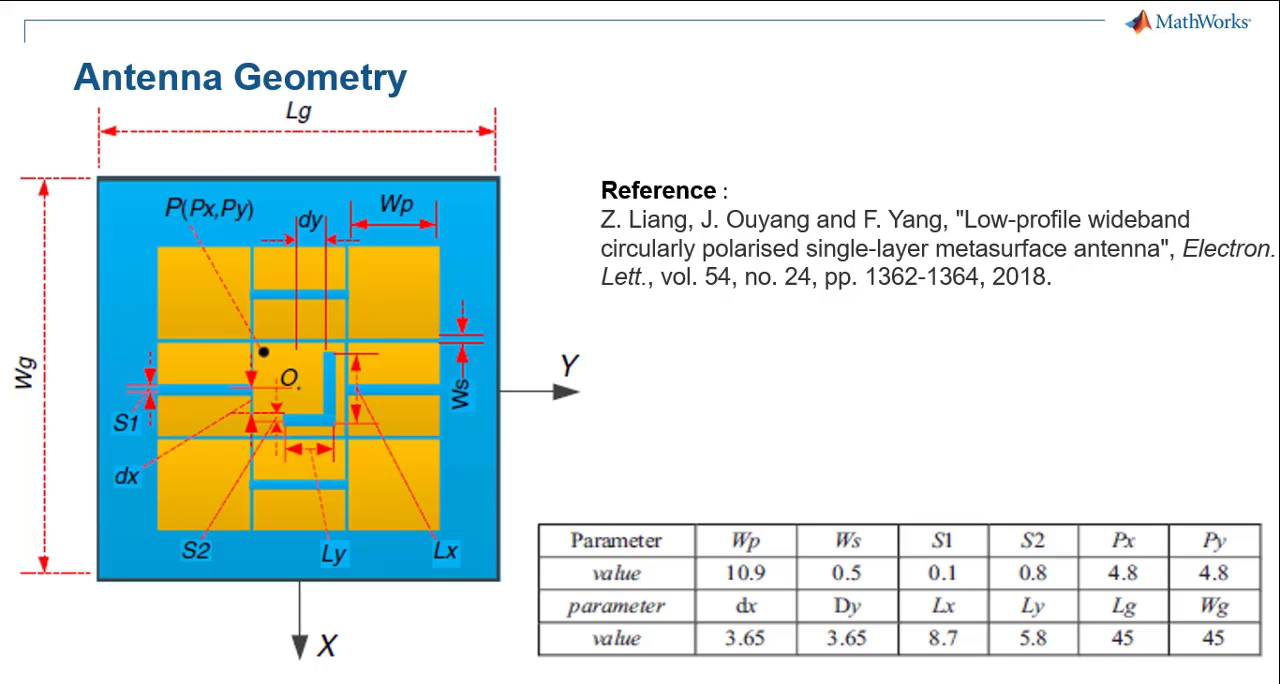 MathWorks
Antenna Geometry
Lg
P(Px,Py)
dy
Wp
Wg
O
Ws
Y
S1
dx
S2
Ly
Lx
X
Reference :
Z. Liang, J. Ouyang and F. Yang, "Low-profile wideband
circularly polarised single-layer metasurface antenna", Electron.
Lett., vol. 54, no. 24, pp. 1362-1364, 2018.
Parameter Wp Ws S1 S2 Px Py
value 10.9 0.5 0.1 0.8 4.8 4.8
parameter dx Dy Lx Ly Lg Wg
value 3.65 3.65 8.7 5.8 45 45